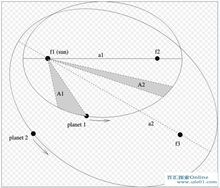 f1 (sun)
a1
f2
A1
A2
planet 1
a2
f3
planet 2